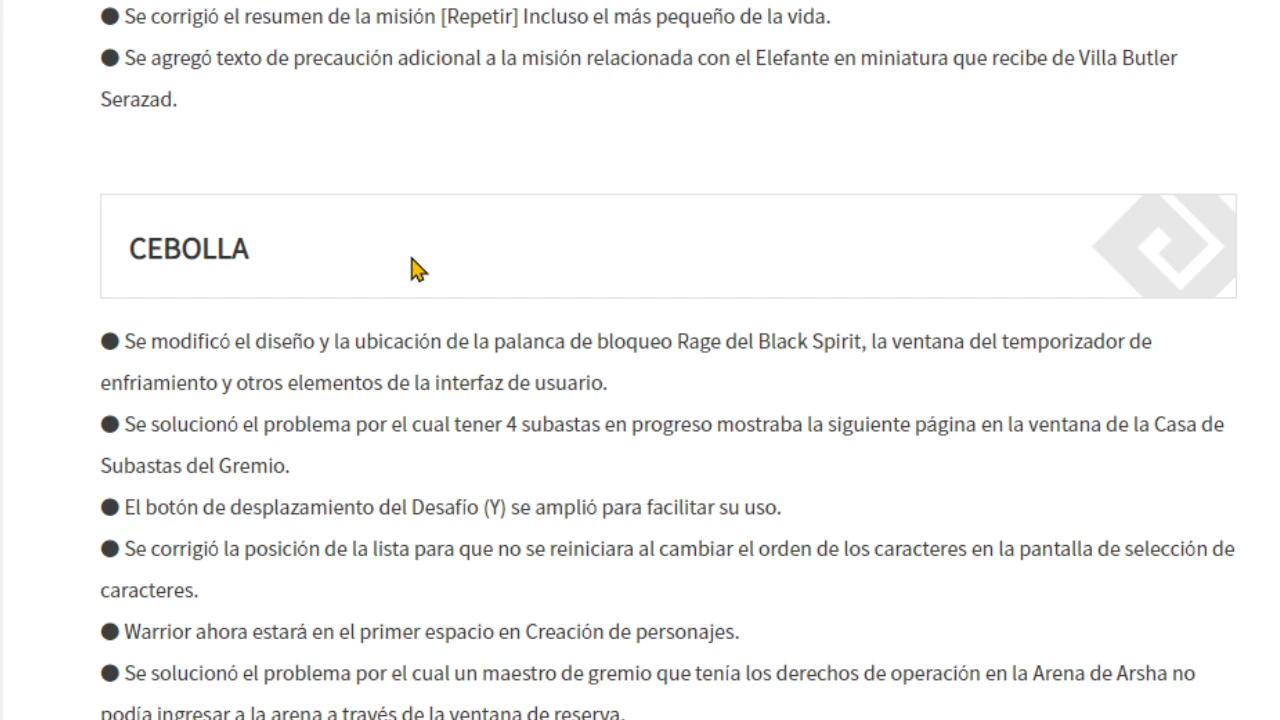 ● Se corrigió el resumen de la misión [Repetir] Incluso el más pequeño de la vida.
● Se agregó texto de precaución adicional a la misión relacionada con el Elefante en miniatura que recibe de Villa Butler
Serazad.
CEBOLLA
● Se modificó el diseño y la ubicación de la palanca de bloqueo Rage del Black Spirit, la ventana del temporizador de
enfriamiento y otros elementos de la interfaz de usuario.
● Se solucionó el problema por el cual tener 4 subastas en progreso mostraba la siguiente página en la ventana de la Casa de
Subastas del Gremio.
● El botón de desplazamiento del Desafío (Y) se amplió para facilitar su uso.
● Se corrigió la posición de la lista para que no se reiniciara al cambiar el orden de los caracteres en la pantalla de selección de
caracteres.
● Warrior ahora estará en el primer espacio en Creación de personajes.
● Se solucionó el problema por el cual un maestro de gremio que tenía los derechos de operación en la Arena de Arsha no
podía ingresar a la arena a través de la ventana de reserva.